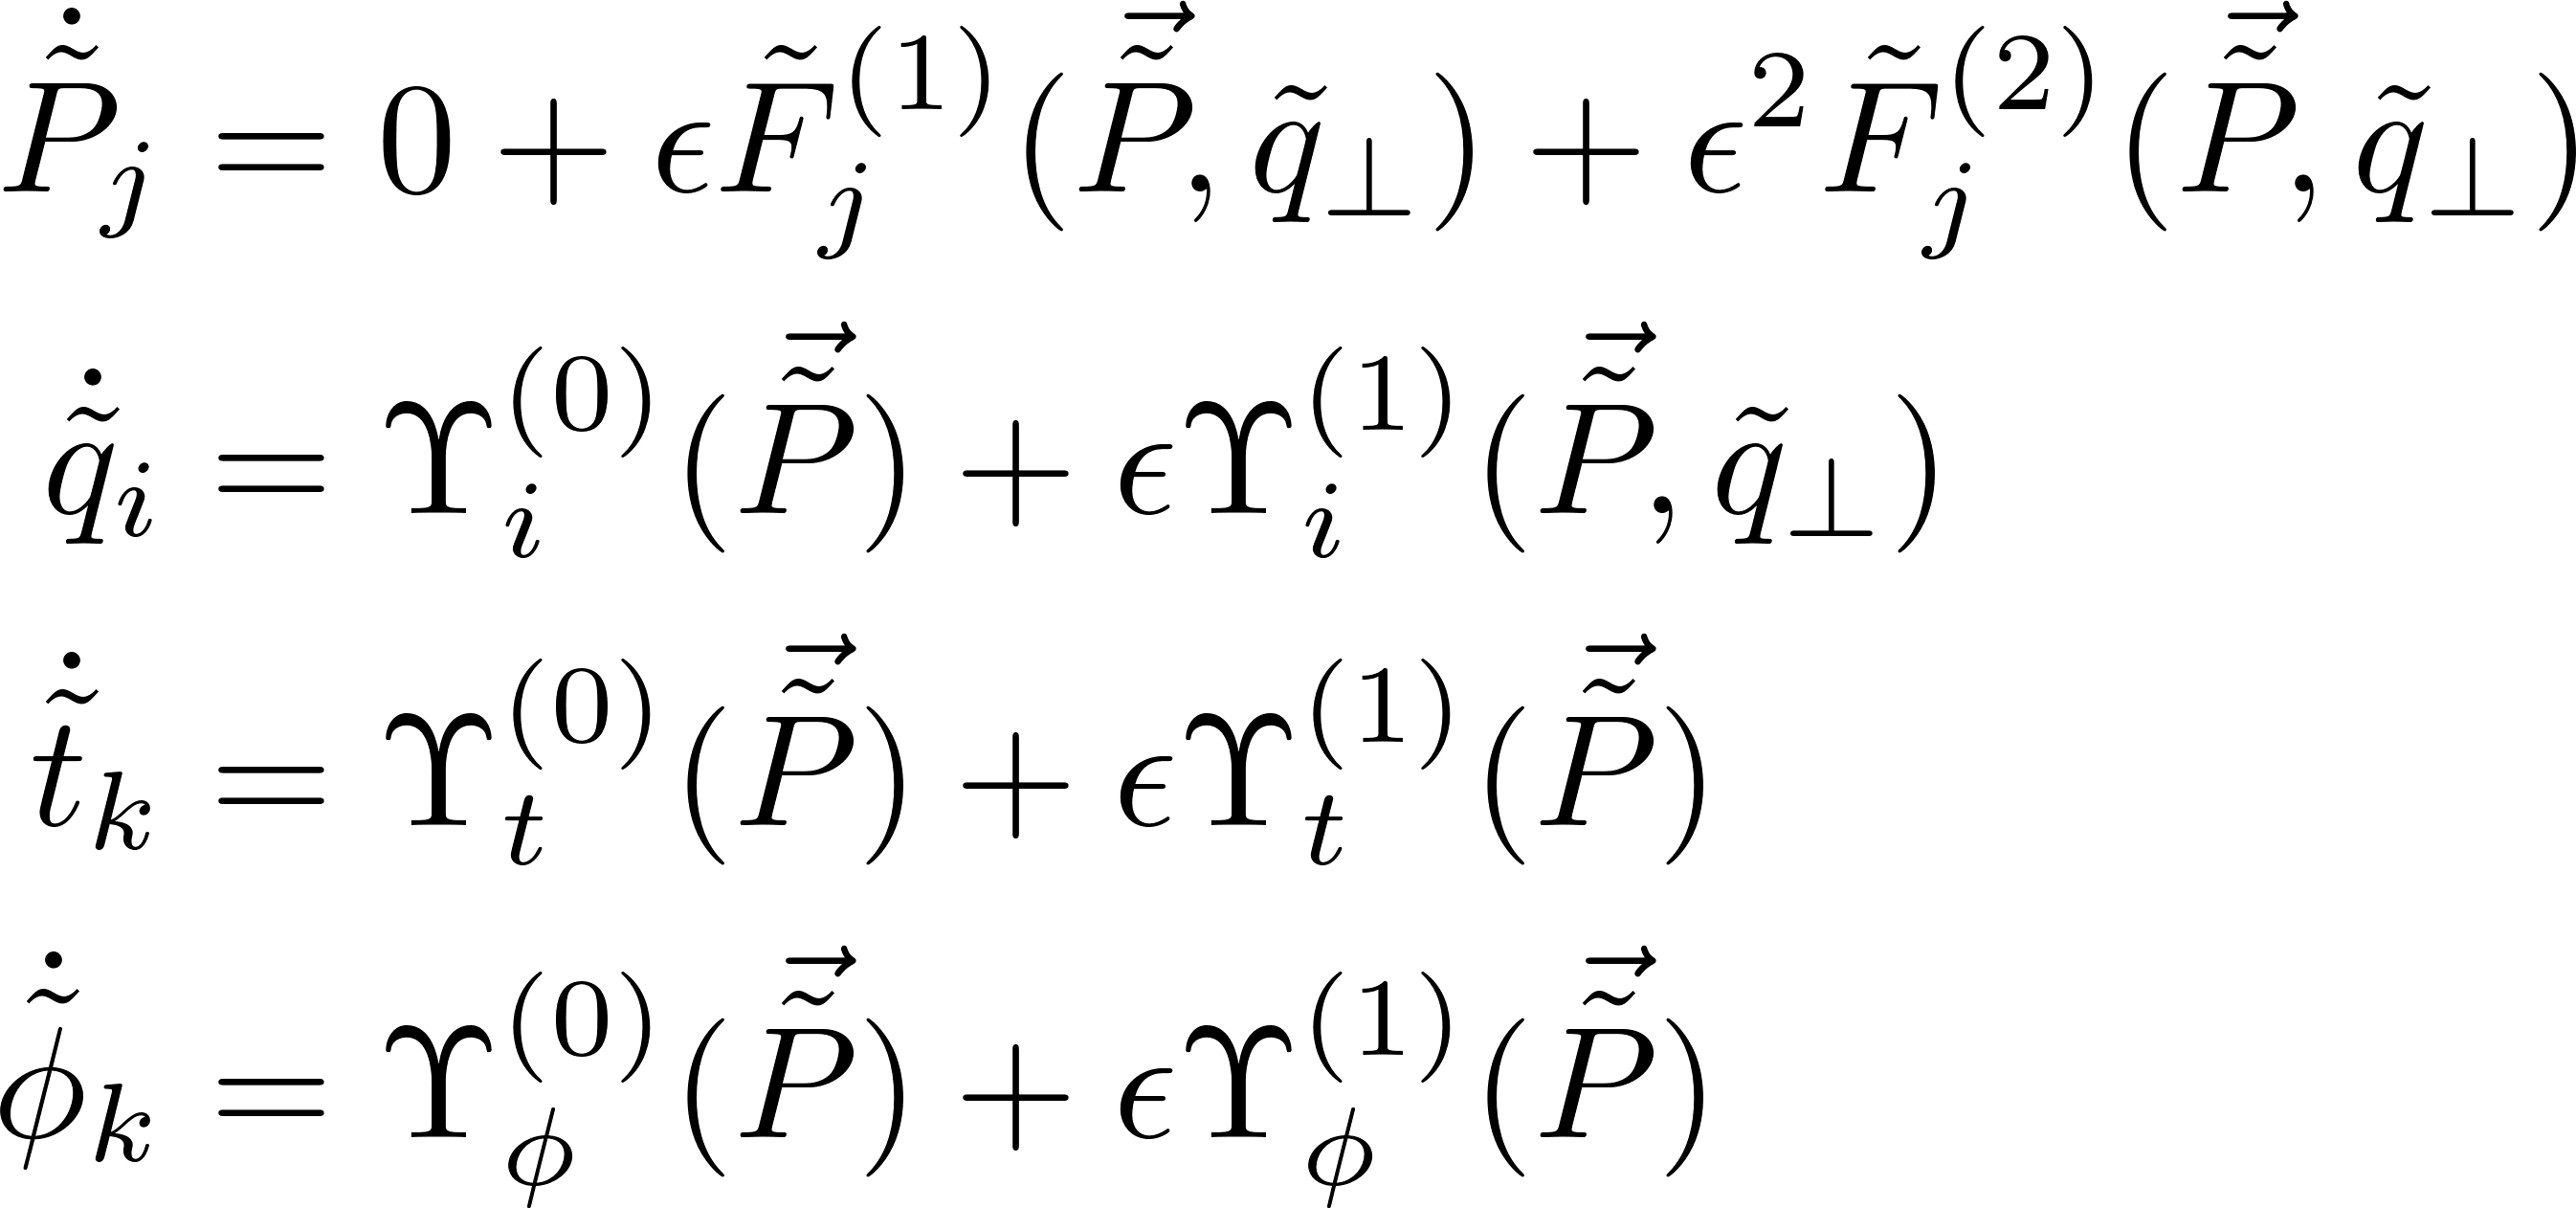 \dot{\tilde{P}}_j = 0 + \epsilon \tilde{F}_j^{(1)}(\vec{\tilde{P}}, \tilde{q}_\perp) + \epsilon^2 \tilde{F}_j^{(2)}(\vec{\tilde{P}}, \tilde{q}_\perp)
\dot{\tilde{q}}_i = \Upsilon_i^{(0)}(\vec{\tilde{P}}) + \epsilon \Upsilon_i^{(1)}(\vec{\tilde{P}}, \tilde{q}_\perp)
\dot{\tilde{t}}_k = \Upsilon_t^{(0)}(\vec{\tilde{P}}) + \epsilon \Upsilon_t^{(1)}(\vec{\tilde{P}})
\dot{\tilde{\phi}}_k = \Upsilon_\phi^{(0)}(\vec{\tilde{P}}) + \epsilon \Upsilon_\phi^{(1)}(\vec{\tilde{P}})